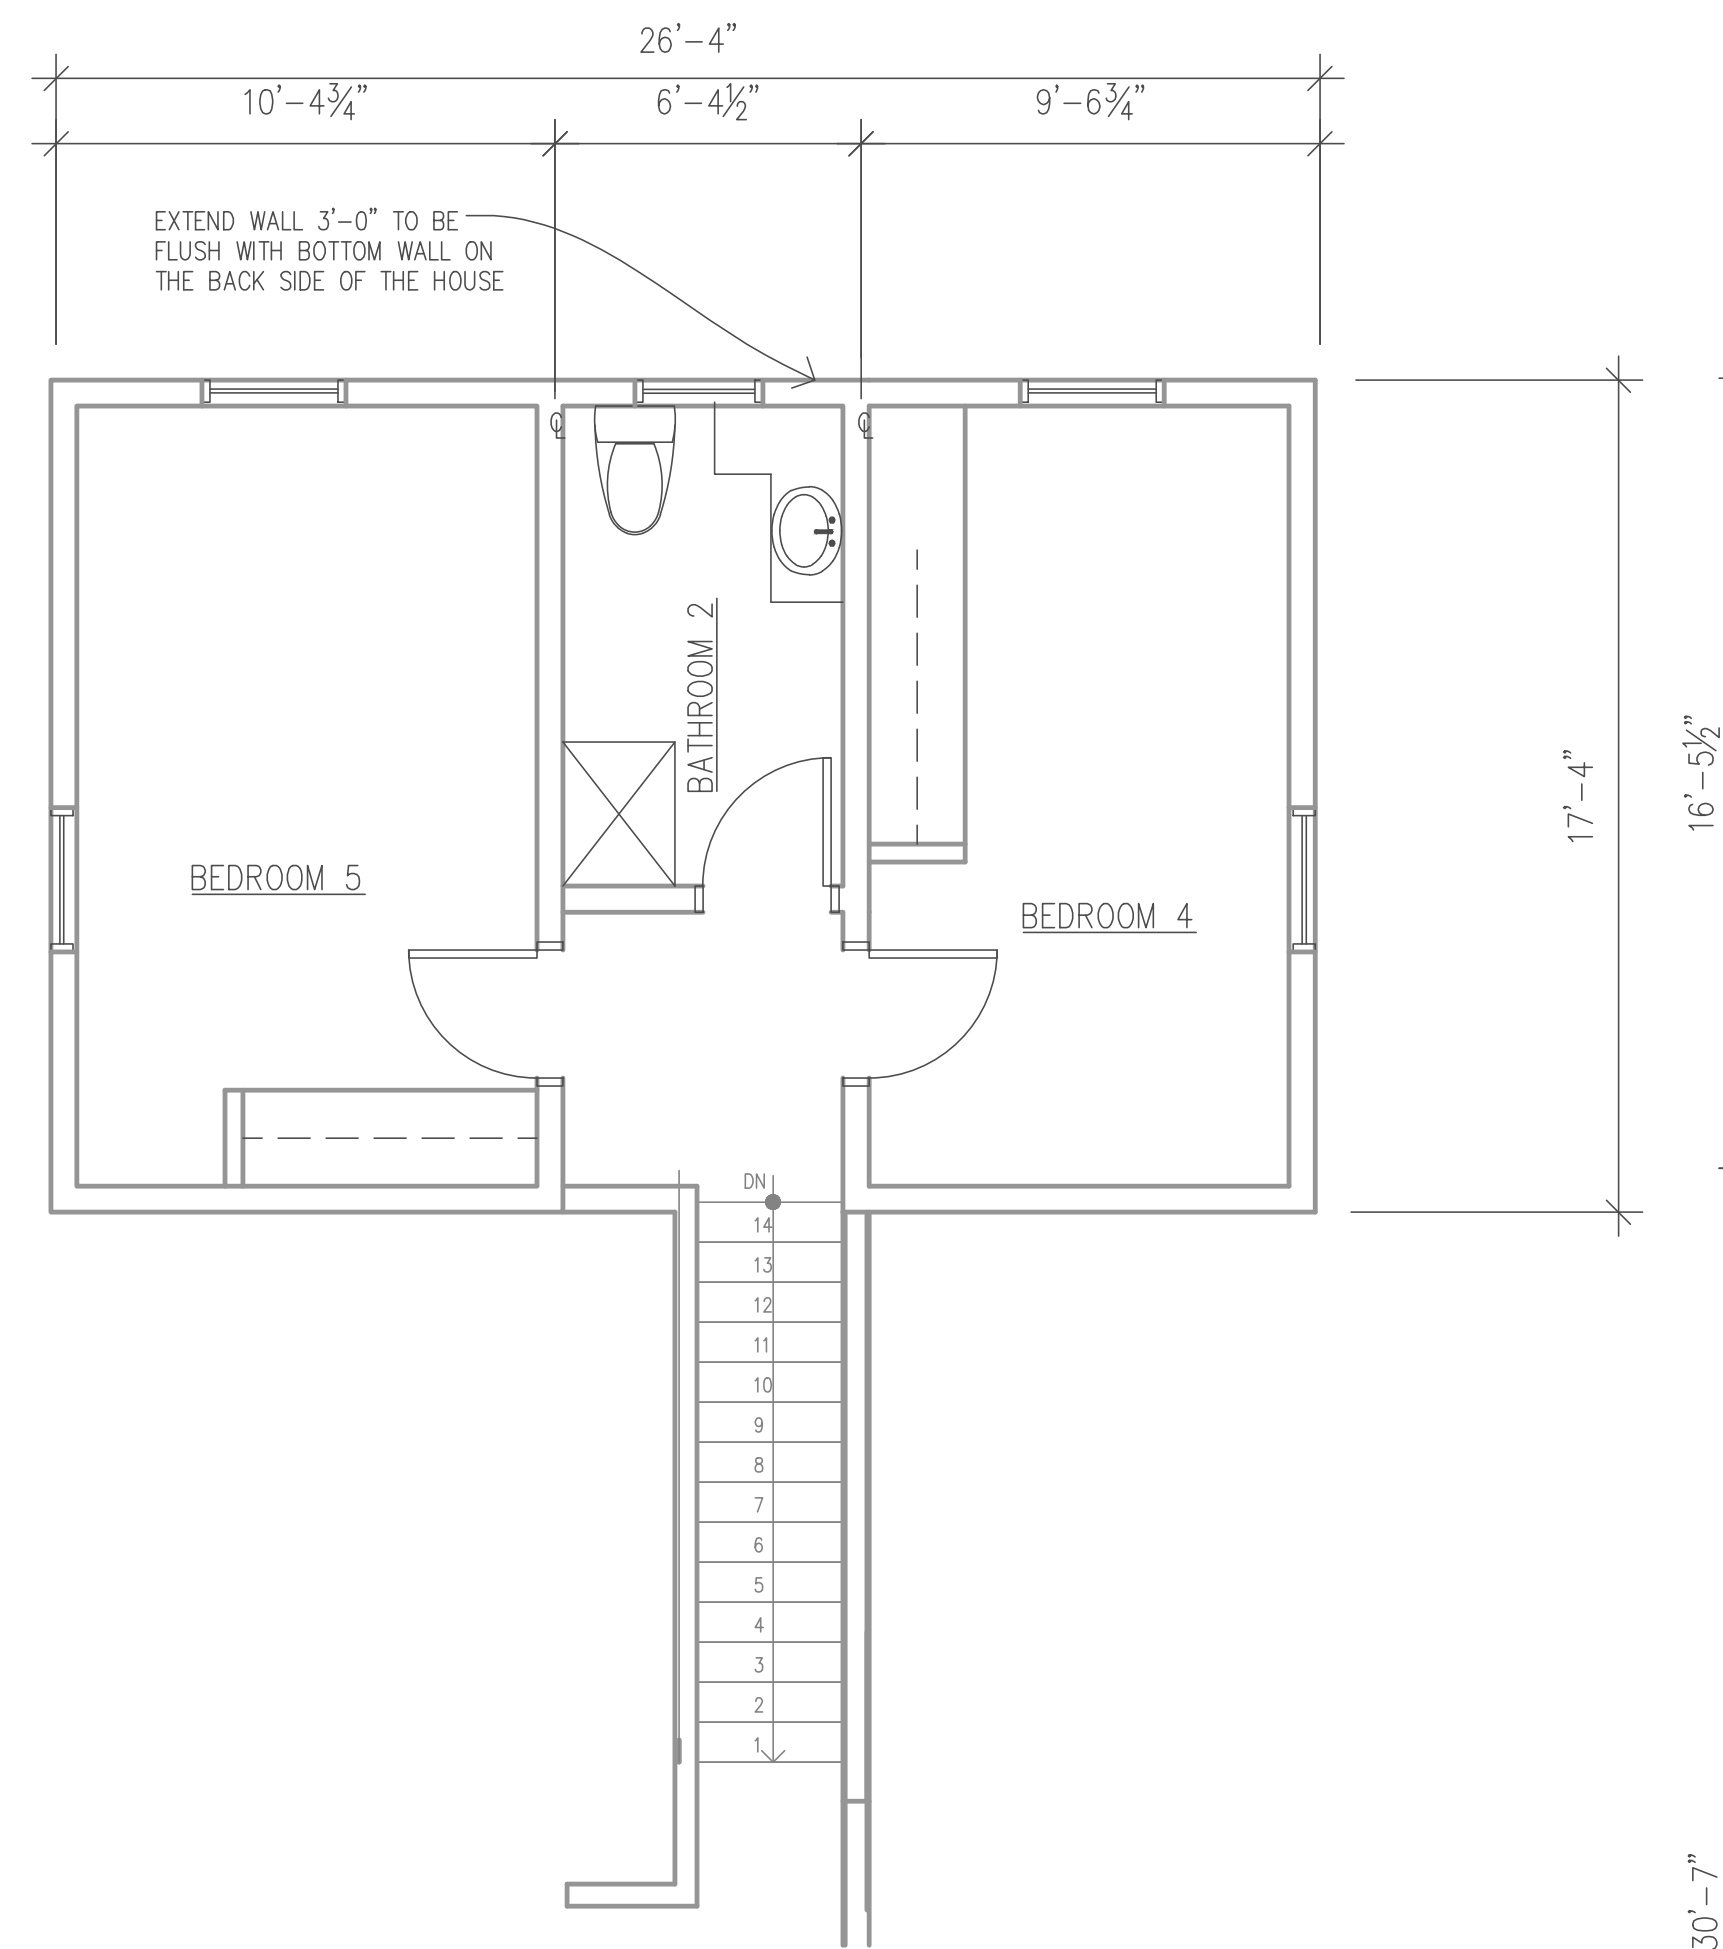 26'-4"
10'-4¾" 6'-4½" 9'-6¾"
EXTEND WALL 3'-0" TO BE
FLUSH WITH BOTTOM WALL ON
THE BACK SIDE OF THE HOUSE
℄ ℄
BATHROOM 2
17'-4"
16'-5½"
BEDROOM 5
BEDROOM 4
DN
14
13
12
11
10
9
8
7
6
5
4
3
2
1
30'-7"